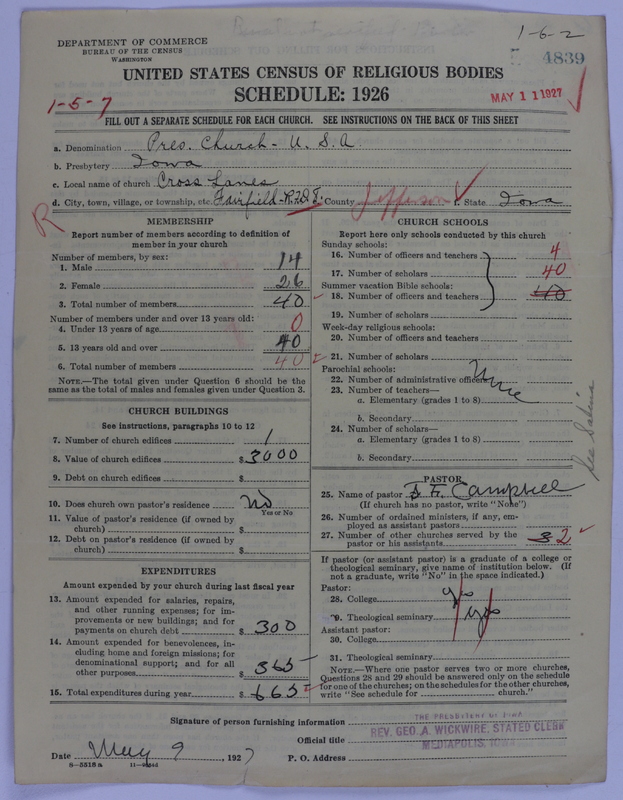 1-6-2
DEPARTMENT OF COMMERCE
BUREAU OF THE CENSUS
WASHINGTON
4839
UNITED STATES CENSUS OF RELIGIOUS BODIES
SCHEDULE: 1926
MAY 11 1927
1-5-7
FILL OUT A SEPARATE SCHEDULE FOR EACH CHURCH. SEE INSTRUCTIONS ON THE BACK OF THIS SHEET
a. Denomination Pres. Church - U. S. A.
b. Presbytery Iowa
c. Local name of church Cross Lanes
d. City, town, village, or township, etc. Fairfield - R.F.D. County Jefferson State Iowa
R
MEMBERSHIP
Report number of members according to definition of
member in your church
Number of members, by sex:
1. Male 14
2. Female 26
3. Total number of members 40
Number of members under and over 13 years old:
4. Under 13 years of age 0
5. 13 years old and over 40
6. Total number of members 40
NOTE.—The total given under Question 6 should be the
same as the total of males and females given under Question 3.
CHURCH BUILDINGS
See instructions, paragraphs 10 to 12
7. Number of church edifices 1
8. Value of church edifices $3000
9. Debt on church edifices $
10. Does church own pastor's residence No
Yes or No
11. Value of pastor's residence (if owned by
church) $
12. Debt on pastor's residence (if owned by
church) $
EXPENDITURES
Amount expended by your church during last fiscal year
13. Amount expended for salaries, repairs,
and other running expenses; for im-
provements or new buildings; and for
payments on church debt $ 300
14. Amount expended for benevolences, in-
cluding home and foreign missions; for
denominational support; and for all
other purposes $ 365
15. Total expenditures during year $ 665
CHURCH SCHOOLS
Report here only schools conducted by this church
Sunday schools:
16. Number of officers and teachers 4
17. Number of scholars 40
Summer vacation Bible schools:
18. Number of officers and teachers 40
19. Number of scholars
Week-day religious schools:
20. Number of officers and teachers
21. Number of scholars
Parochial schools:
22. Number of administrative officers
23. Number of teachers—
a. Elementary (grades 1 to 8)
b. Secondary
24. Number of scholars—
a. Elementary (grades 1 to 8)
b. Secondary
PASTOR
25. Name of pastor Campbell
(If church has no pastor, write "None")
26. Number of ordained ministers, if any, em-
ployed as assistant pastors
27. Number of other churches served by the
pastor or his assistants 3 2
If pastor (or assistant pastor) is a graduate of a college or
theological seminary, give name of institution below. (If
not a graduate, write "No" in the space indicated.)
Pastor:
28. College yes
29. Theological seminary yes
Assistant pastor:
30. College
31. Theological seminary
NOTE.—Where one pastor serves two or more churches,
Questions 28 and 29 should be answered only on the schedule
for one of the churches; on the schedules for the other churches,
write "See schedule for church."
Signature of person furnishing information
THE PRESBYTERY OF IOWA
Official title REV. GEO. A. WICKWIRE, STATED CLERK
MEDIAPOLIS, IOWA
Date May 9, 1927 P. O. Address
8-5518a